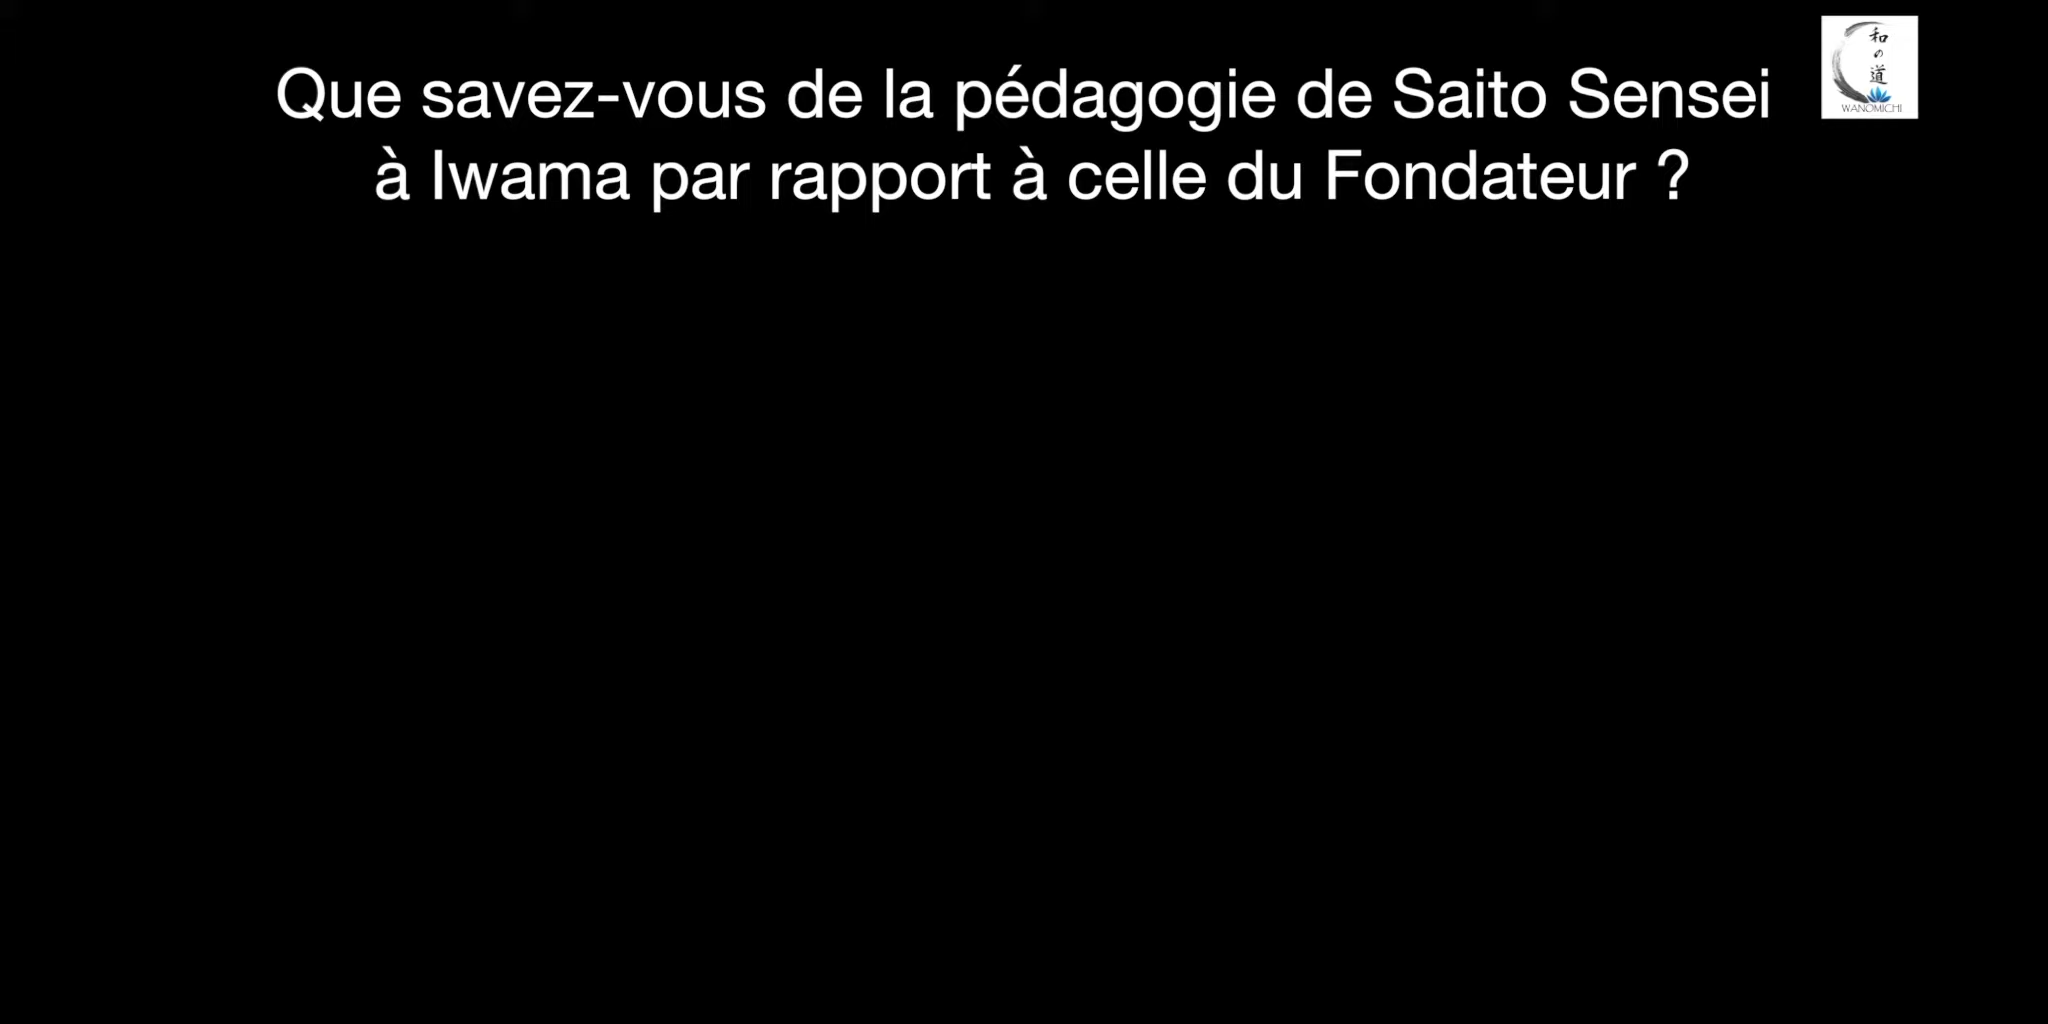 Que savez-vous de la pédagogie de Saito Sensei
à Iwama par rapport à celle du Fondateur ?
和の道
WANOMICHI